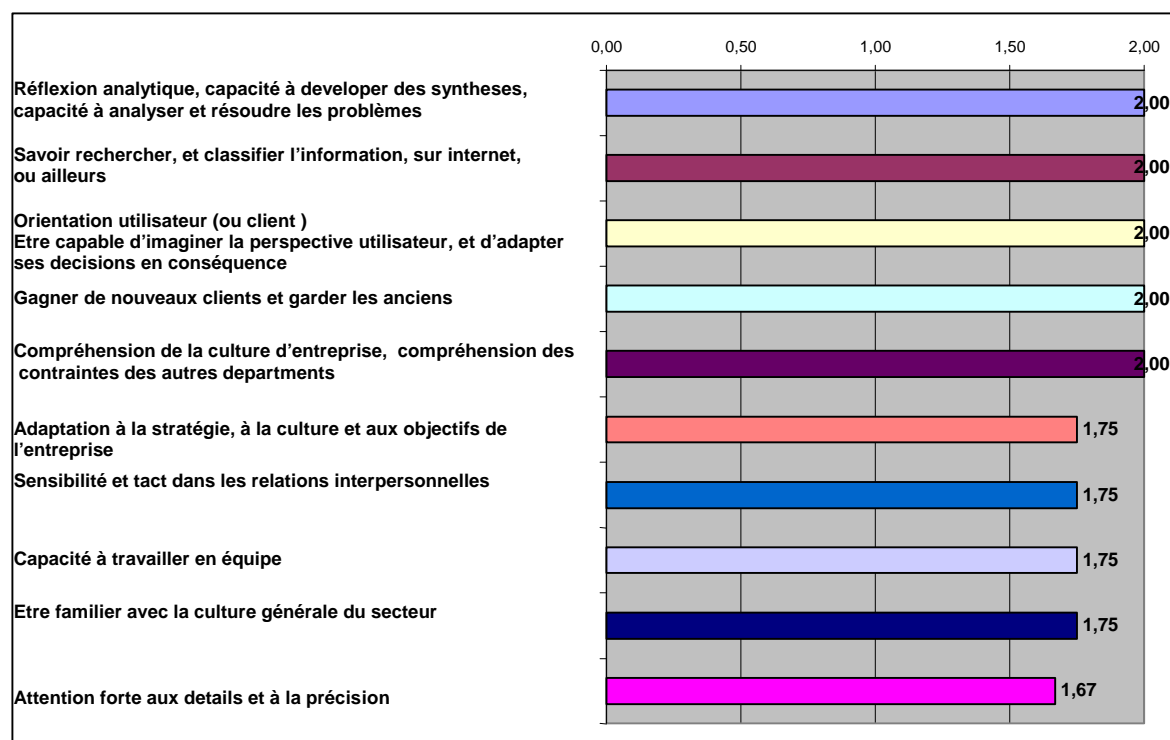 0,00 0,50 1,00 1,50 2,00
Réflexion analytique, capacité à developer des syntheses,
capacité à analyser et résoudre les problèmes
2,00
Savoir rechercher, et classifier l'information, sur internet,
ou ailleurs
2,00
Orientation utilisateur (ou client )
Etre capable d'imaginer la perspective utilisateur, et d'adapter
ses decisions en conséquence
2,00
Gagner de nouveaux clients et garder les anciens
2,00
Compréhension de la culture d'entreprise, compréhension des
contraintes des autres departments
2,00
Adaptation à la stratégie, à la culture et aux objectifs de
l'entreprise
1,75
Sensibilité et tact dans les relations interpersonnelles
1,75
Capacité à travailler en équipe
1,75
Etre familier avec la culture générale du secteur
1,75
Attention forte aux details et à la précision
1,67